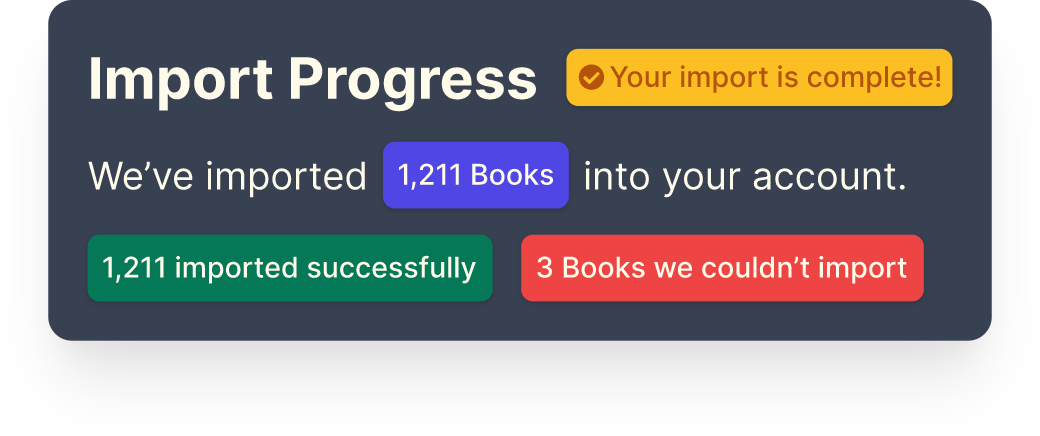 Import Progress Your import is complete!
We’ve imported 1,211 Books into your account.
1,211 imported successfully 3 Books we couldn’t import